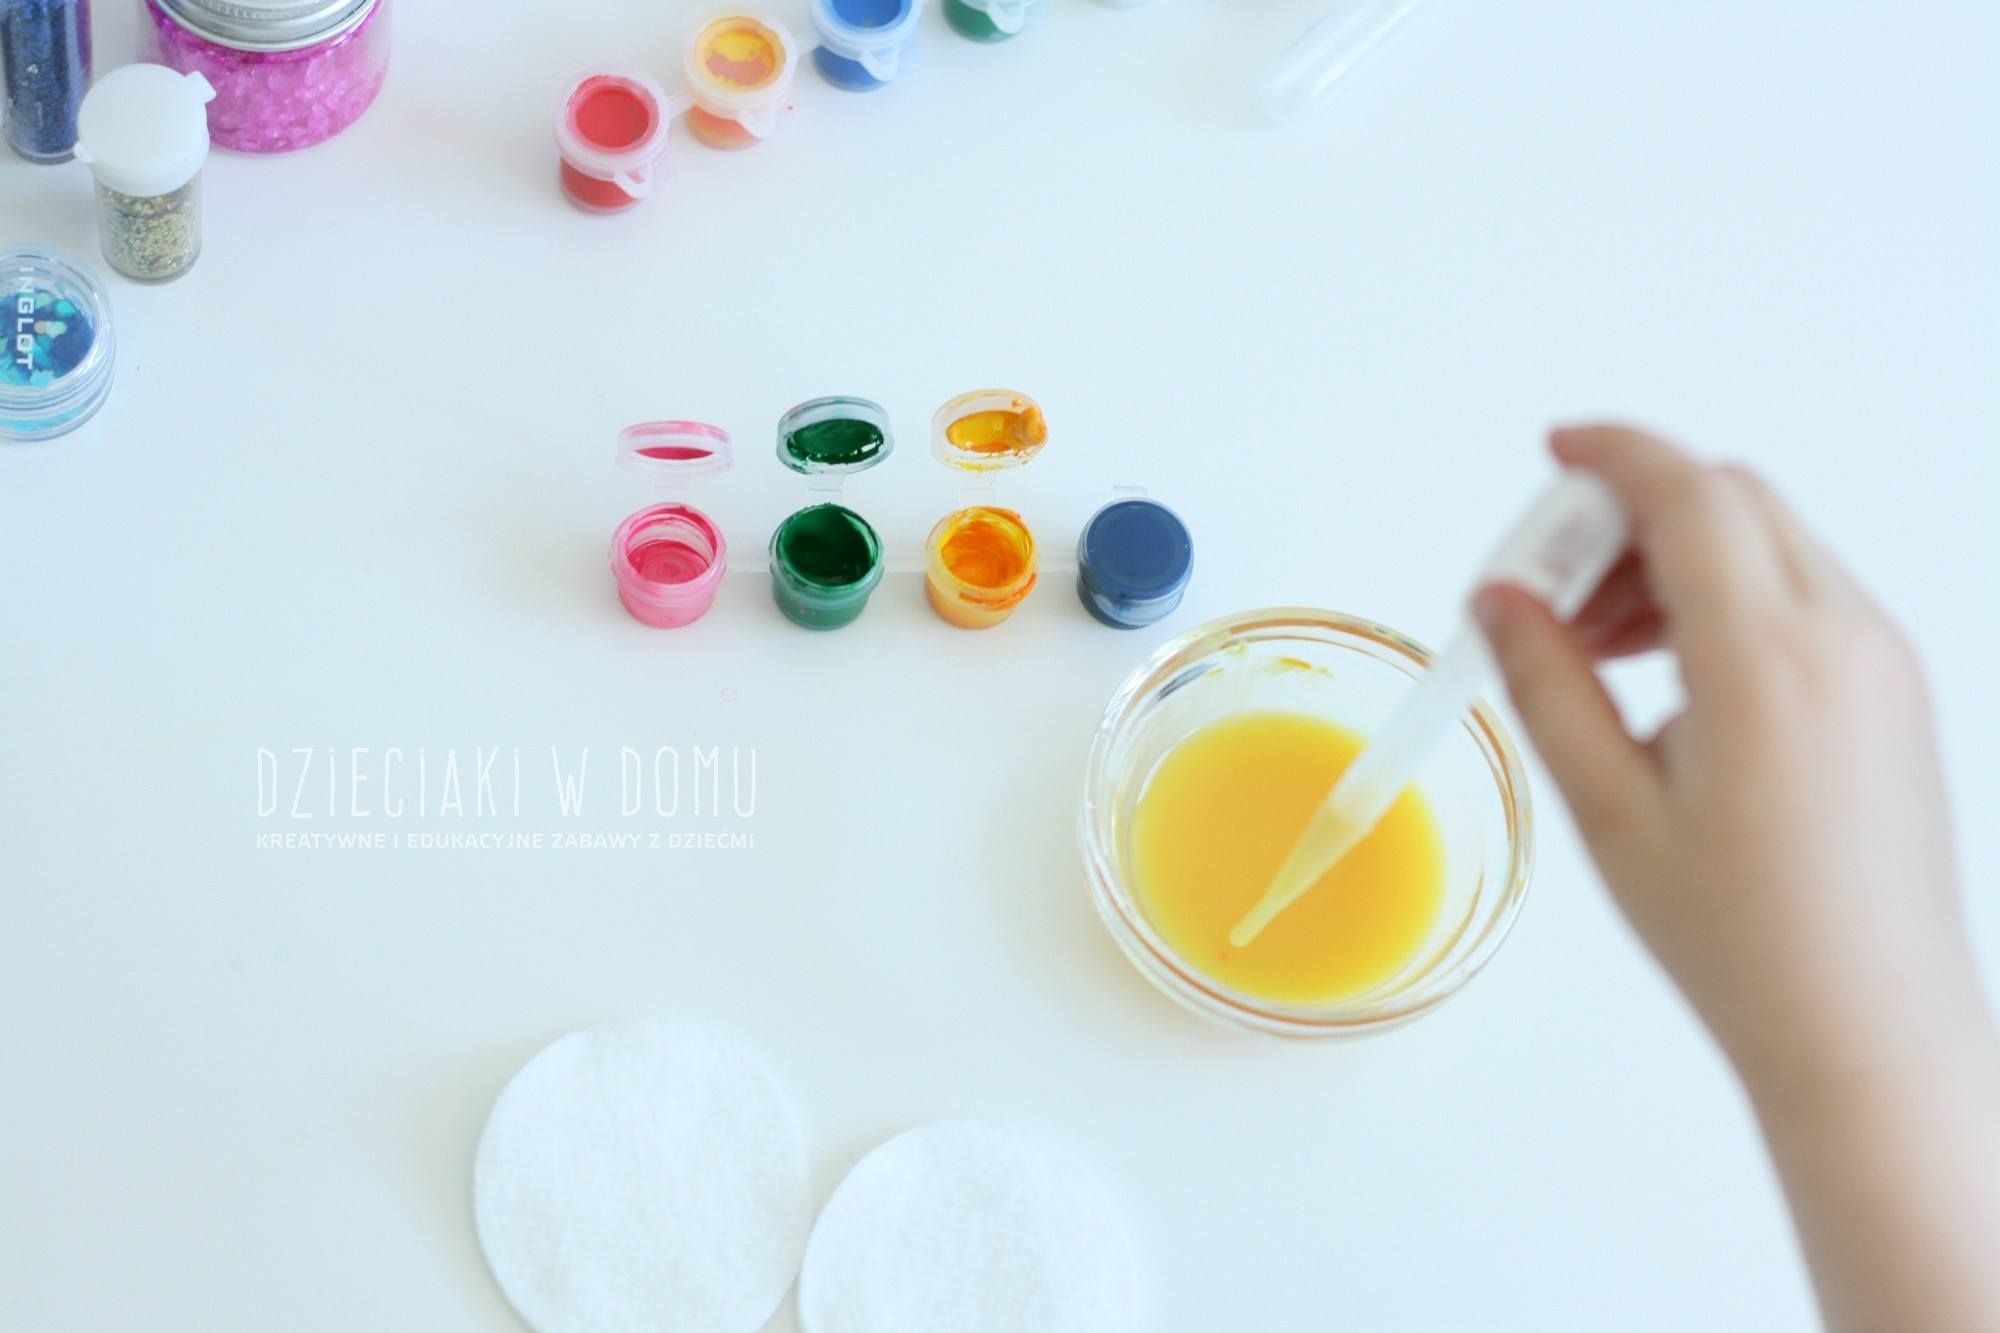 INGLOT
DZiECiAKi W DOMU
KREATYWNE I EDUKACYJNE ZABAWY Z DZIEĆMI